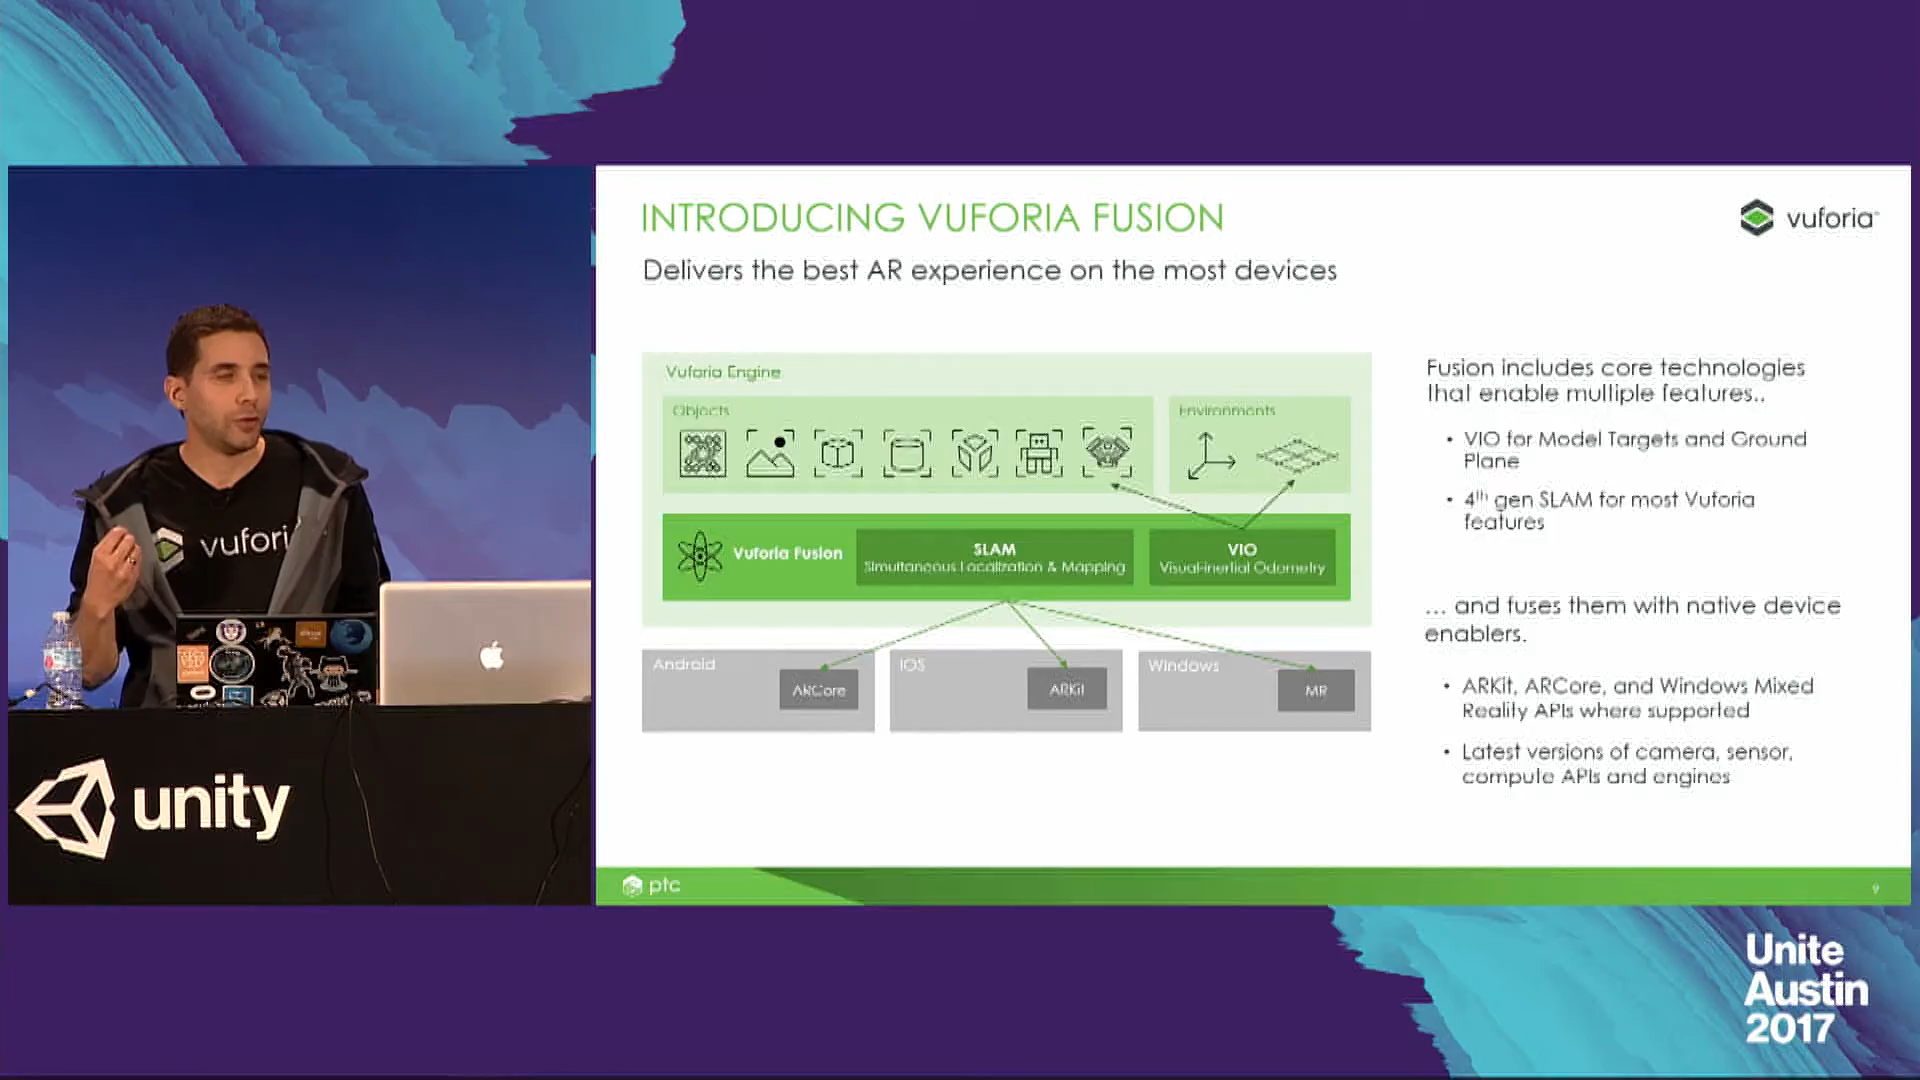 INTRODUCING VUFORIA FUSION
vuforia
Delivers the best AR experience on the most devices
Vuforia Engine
Objects
Environments
Vuforia Fusion
SLAM
Simultaneous Localization & Mapping
VIO
Visual-Inertial Odometry
Android
ARCore
iOS
ARKit
Windows
MR
Fusion includes core technologies
that enable multiple features..
• VIO for Model Targets and Ground
Plane
• 4th gen SLAM for most Vuforia
features
... and fuses them with native device
enablers.
• ARKit, ARCore, and Windows Mixed
Reality APIs where supported
• Latest versions of camera, sensor,
compute APIs and engines
ptc
9
vufori
unity
Unite
Austin
2017